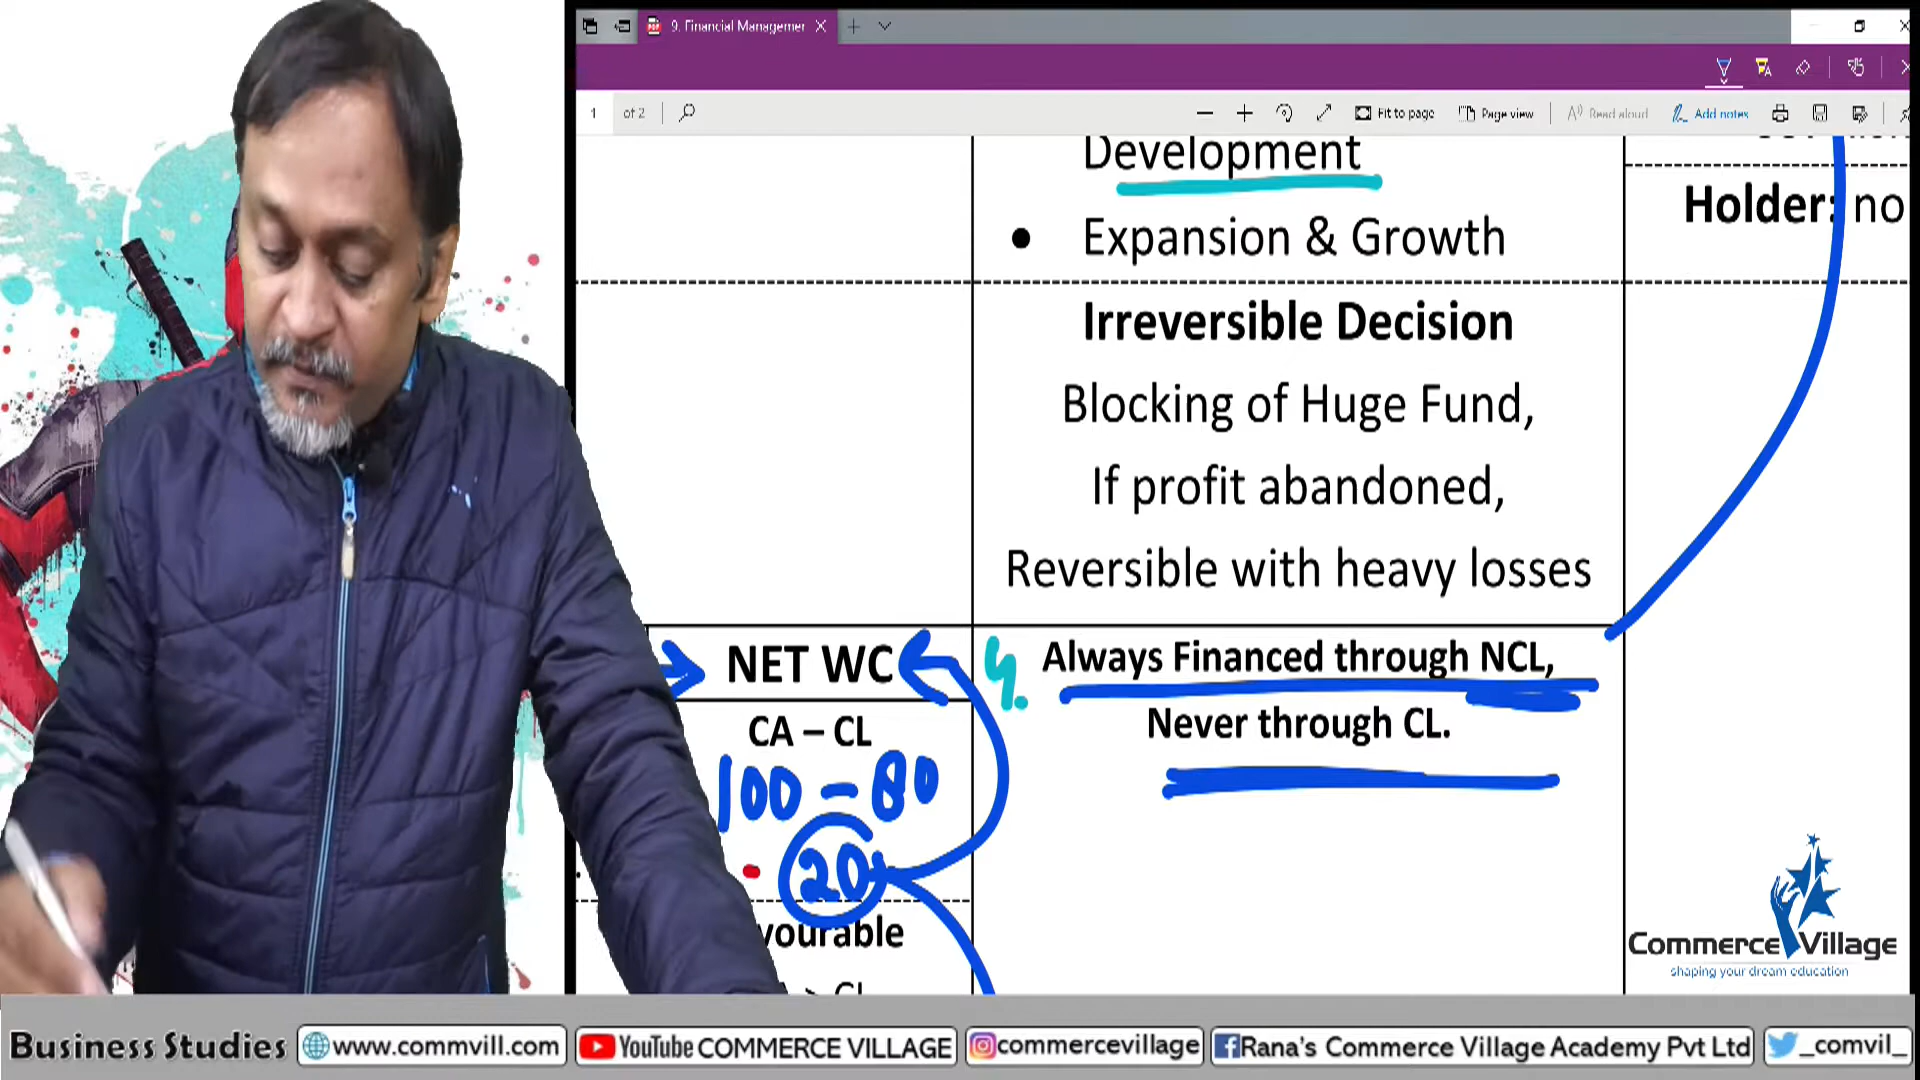 9. Financial Managemer
1 of 2
Fit to page
Page view
Read aloud
Add notes
Development
• Expansion & Growth
Holder: no
Irreversible Decision
Blocking of Huge Fund,
If profit abandoned,
Reversible with heavy losses
NET WC
4. Always Financed through NCL,
Never through CL.
CA – CL
100 – 80
20
vourable
> CL
Commerce Village
shaping your dream education
Business Studies
www.commvill.com
YouTube COMMERCE VILLAGE
commercevillage
Rana's Commerce Village Academy Pvt Ltd
_comvil_